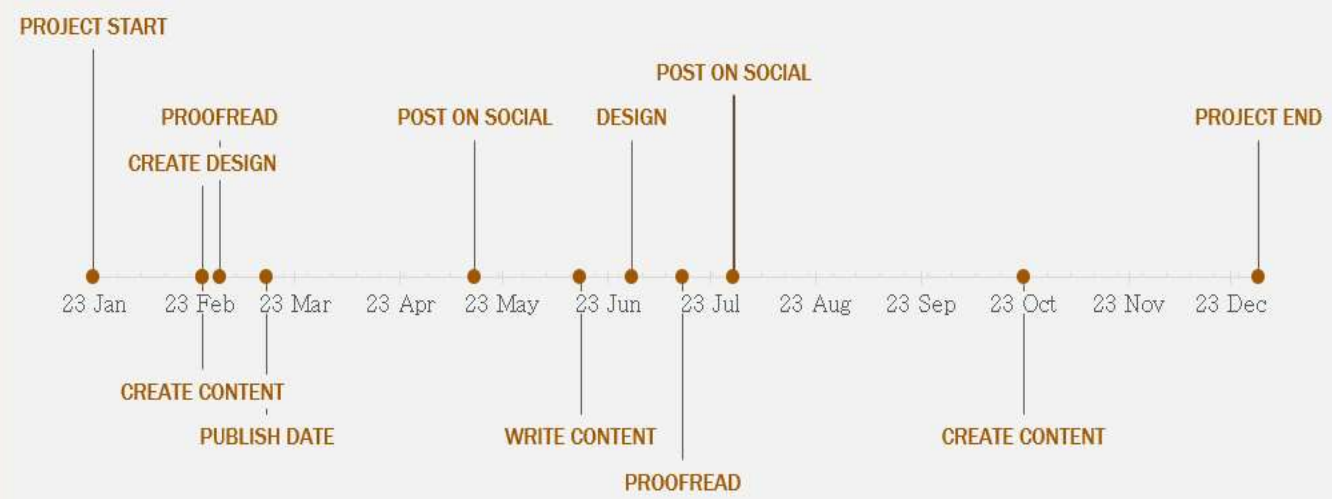 PROJECT START
POST ON SOCIAL
PROOFREAD
POST ON SOCIAL
DESIGN
PROJECT END
CREATE DESIGN
23 Jan
23 Feb
23 Mar
23 Apr
23 May
23 Jun
23 Jul
23 Aug
23 Sep
23 Oct
23 Nov
23 Dec
CREATE CONTENT
PUBLISH DATE
WRITE CONTENT
CREATE CONTENT
PROOFREAD